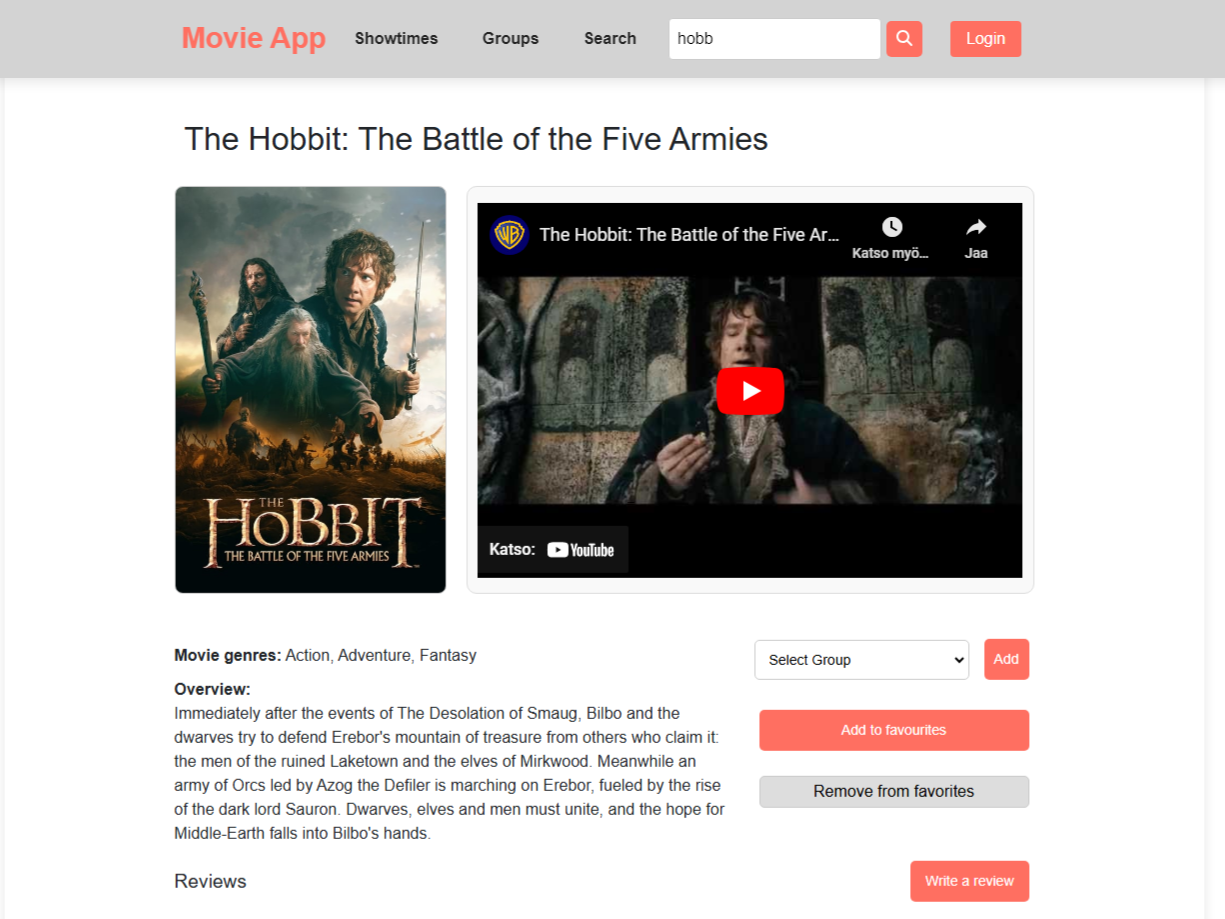 Movie App Showtimes Groups Search hobb Login
The Hobbit: The Battle of the Five Armies
THE
HOBBIT
THE BATTLE OF THE FIVE ARMIES
WB
The Hobbit: The Battle of the Five Ar...
Katso myö...
Jaa
Katso: YouTube
Movie genres: Action, Adventure, Fantasy
Select Group
Add
Overview:
Immediately after the events of The Desolation of Smaug, Bilbo and the
dwarves try to defend Erebor's mountain of treasure from others who claim it:
the men of the ruined Laketown and the elves of Mirkwood. Meanwhile an
army of Orcs led by Azog the Defiler is marching on Erebor, fueled by the rise
of the dark lord Sauron. Dwarves, elves and men must unite, and the hope for
Middle-Earth falls into Bilbo's hands.
Add to favourites
Remove from favorites
Reviews
Write a review